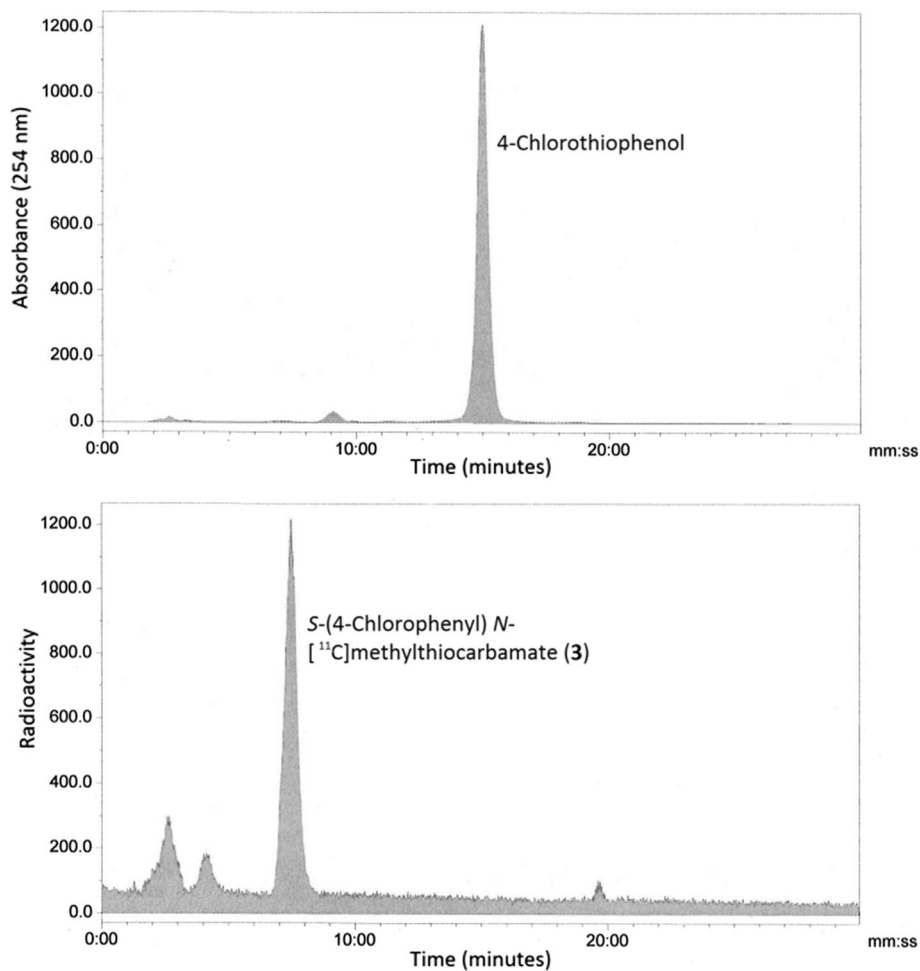 1200.0
1000.0
800.0
600.0
400.0
200.0
0.0
Absorbance (254 nm)
4-Chlorothiophenol
0:00
10:00
20:00
mm:ss
Time (minutes)
1200.0
1000.0
800.0
600.0
400.0
200.0
0.0
Radioactivity
S-(4-Chlorophenyl) N-
[¹¹C]methylthiocarbamate (3)
0:00
10:00
20:00
mm:ss
Time (minutes)